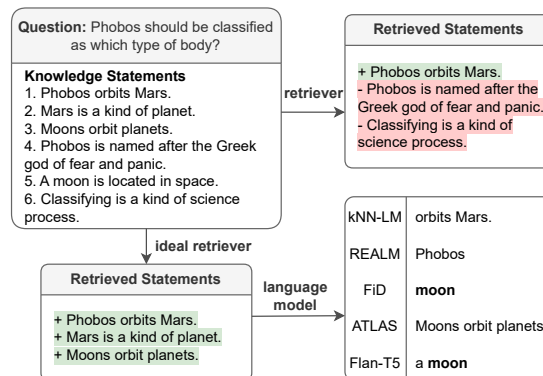 Question: Phobos should be classified
as which type of body?
Knowledge Statements
1. Phobos orbits Mars.
2. Mars is a kind of planet.
3. Moons orbit planets.
4. Phobos is named after the Greek
god of fear and panic.
5. A moon is located in space.
6. Classifying is a kind of science
process.
retriever
Retrieved Statements
+ Phobos orbits Mars.
- Phobos is named after the
Greek god of fear and panic.
- Classifying is a kind of
science process.
ideal retriever
Retrieved Statements
+ Phobos orbits Mars.
+ Mars is a kind of planet.
+ Moons orbit planets.
language
model
kNN-LM orbits Mars.
REALM Phobos
FiD moon
ATLAS Moons orbit planets
Flan-T5 a moon